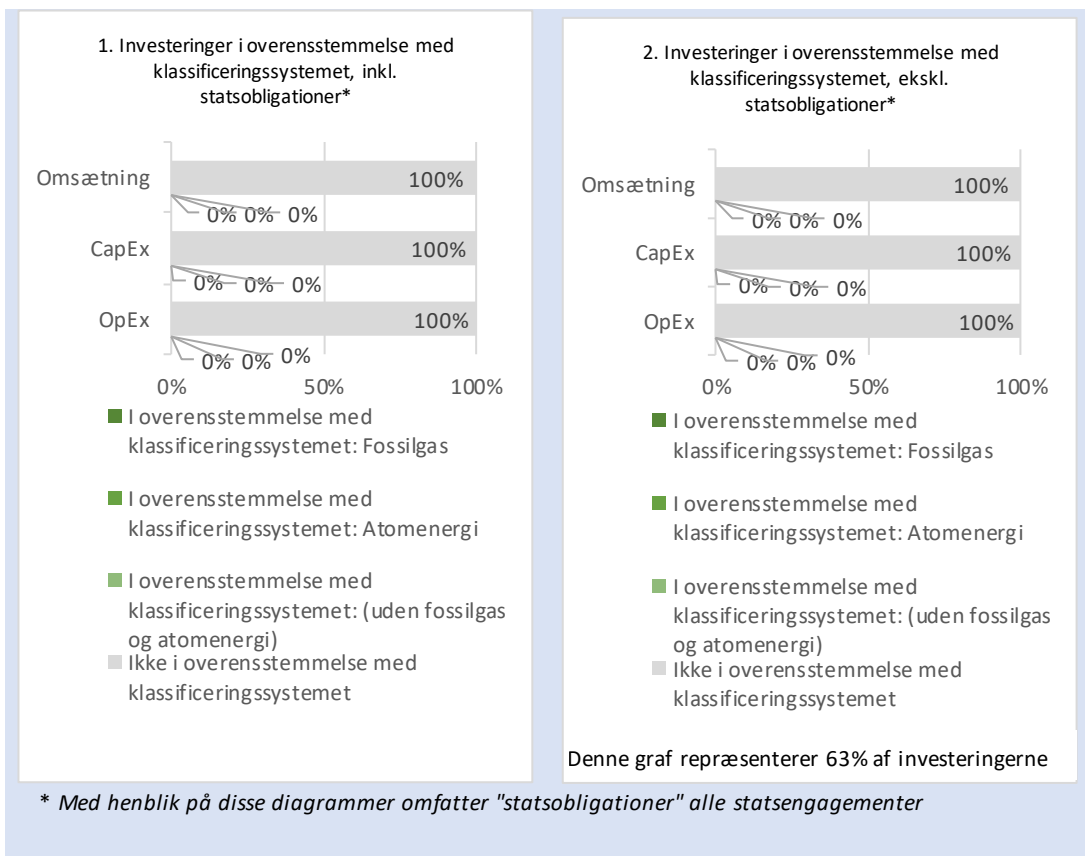 1. Investeringer i overensstemmelse med
klassificeringssystemet, inkl.
statsobligationer*
Omsætning
100%
0% 0% 0%
CapEx
100%
0% 0% 0%
OpEx
100%
0% 0% 0%
0% 50% 100%
I overensstemmelse med
klassificeringssystemet: Fossilgas
I overensstemmelse med
klassificeringssystemet: Atomenergi
I overensstemmelse med
klassificeringssystemet: (uden fossilgas
og atomenergi)
Ikke i overensstemmelse med
klassificeringssystemet
2. Investeringer i overensstemmelse med
klassificeringssystemet, ekskl.
statsobligationer*
Omsætning
100%
0% 0% 0%
CapEx
100%
0% 0% 0%
OpEx
100%
0% 0% 0%
0% 50% 100%
I overensstemmelse med
klassificeringssystemet: Fossilgas
I overensstemmelse med
klassificeringssystemet: Atomenergi
I overensstemmelse med
klassificeringssystemet: (uden fossilgas
og atomenergi)
Ikke i overensstemmelse med
klassificeringssystemet
Denne graf repræsenterer 63% af investeringerne
* Med henblik på disse diagrammer omfatter "statsobligationer" alle statsengagementer